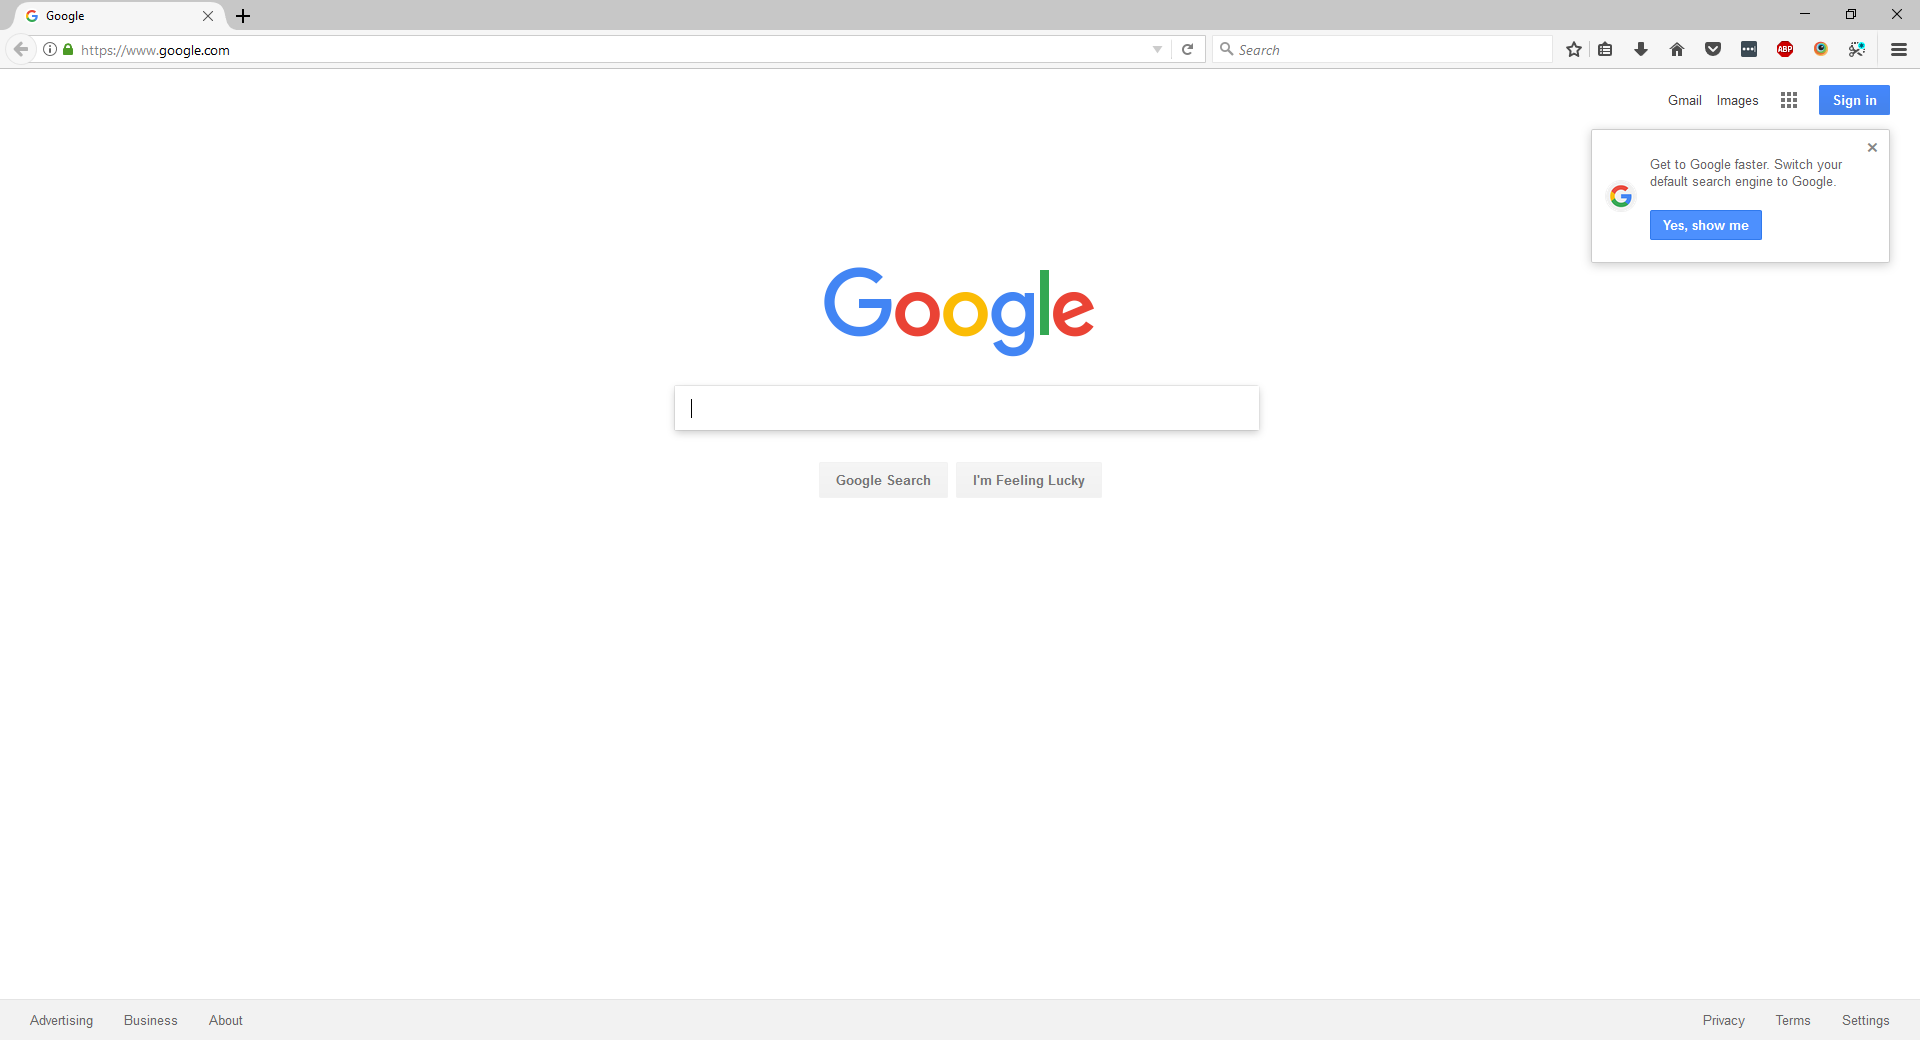 Google
https://www.google.com
Search
ABP
Gmail Images Sign in
Get to Google faster. Switch your
default search engine to Google.
Yes, show me
Google
Google Search I'm Feeling Lucky
Advertising Business About Privacy Terms Settings